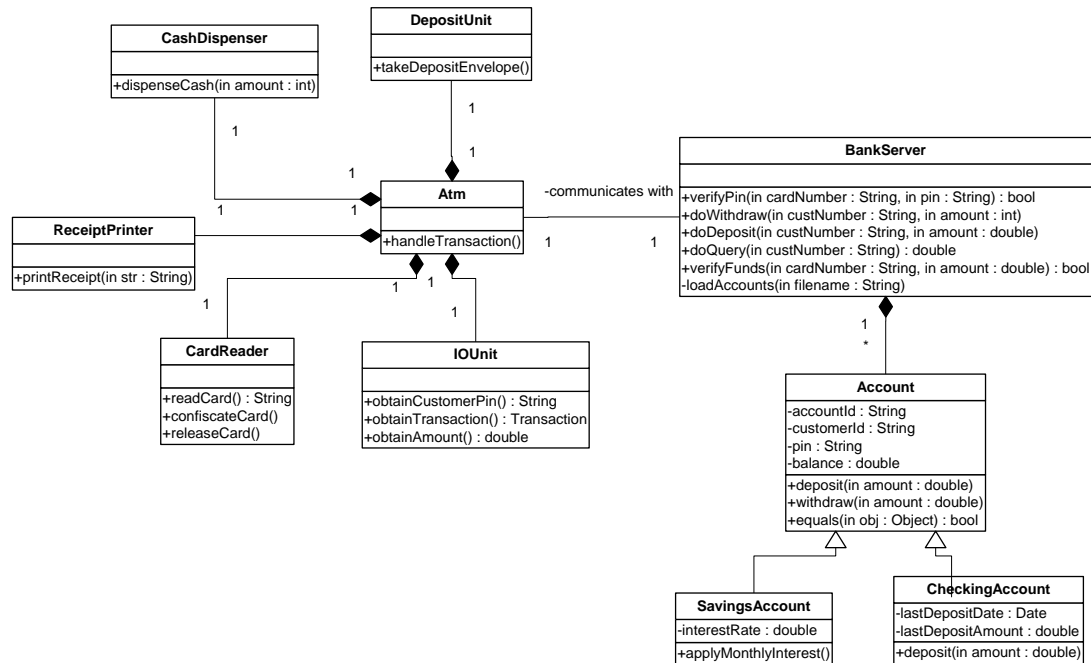 DepositUnit
+takeDepositEnvelope()
CashDispenser
+dispenseCash(in amount : int)
1
1
1
1
BankServer
+verifyPin(in cardNumber : String, in pin : String) : bool
+doWithdraw(in custNumber : String, in amount : int)
+doDeposit(in custNumber : String, in amount : double)
+doQuery(in custNumber : String) : double
+verifyFunds(in cardNumber : String, in amount : double) : bool
-loadAccounts(in filename : String)
Atm
+handleTransaction()
-communicates with
1
1
1
1
ReceiptPrinter
+printReceipt(in str : String)
1
1
1
1
CardReader
+readCard() : String
+confiscateCard()
+releaseCard()
IOUnit
+obtainCustomerPin() : String
+obtainTransaction() : Transaction
+obtainAmount() : double
1
*
Account
-accountId : String
-customerId : String
-pin : String
-balance : double
+deposit(in amount : double)
+withdraw(in amount : double)
+equals(in obj : Object) : bool
SavingsAccount
-interestRate : double
+applyMonthlyInterest()
CheckingAccount
-lastDepositDate : Date
-lastDepositAmount : double
+deposit(in amount : double)